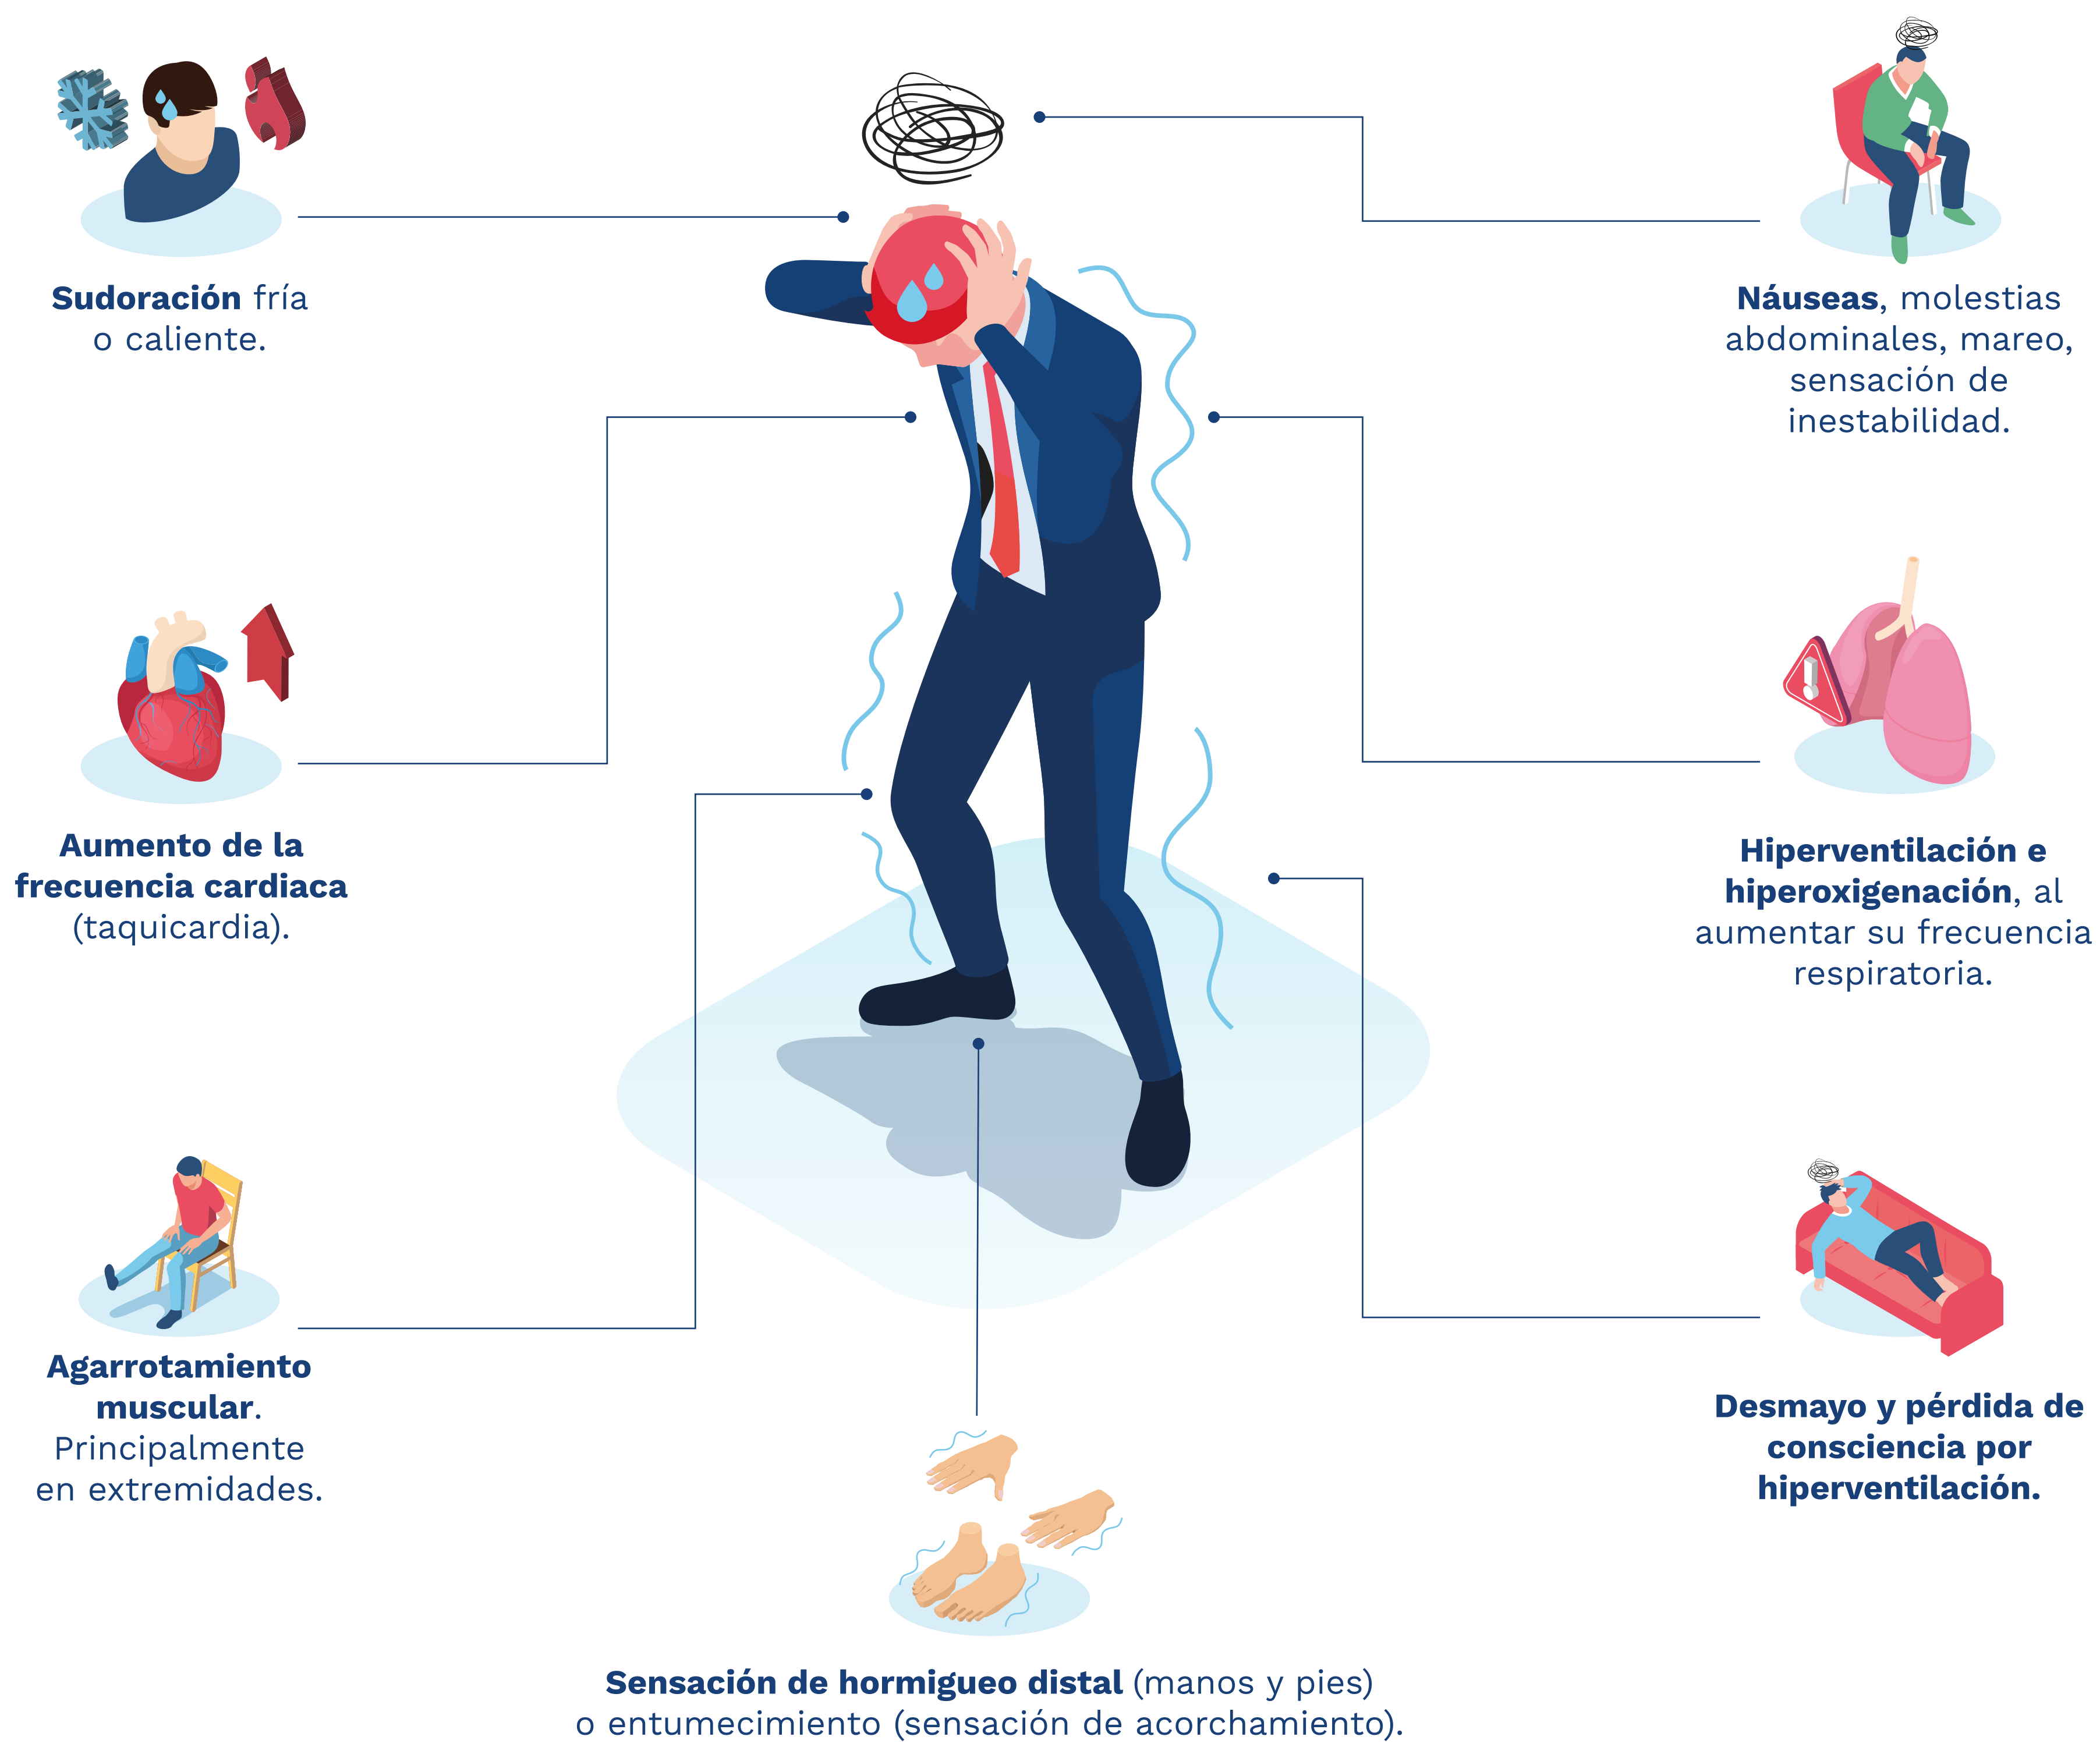 Sudoración fría
o caliente.
Náuseas, molestias
abdominales, mareo,
sensación de
inestabilidad.
Aumento de la
frecuencia cardiaca
(taquicardia).
Hiperventilación e
hiperoxigenación, al
aumentar su frecuencia
respiratoria.
Agarrotamiento
muscular.
Principalmente
en extremidades.
Desmayo y pérdida de
consciencia por
hiperventilación.
Sensación de hormigueo distal (manos y pies)
o entumecimiento (sensación de acorchamiento).